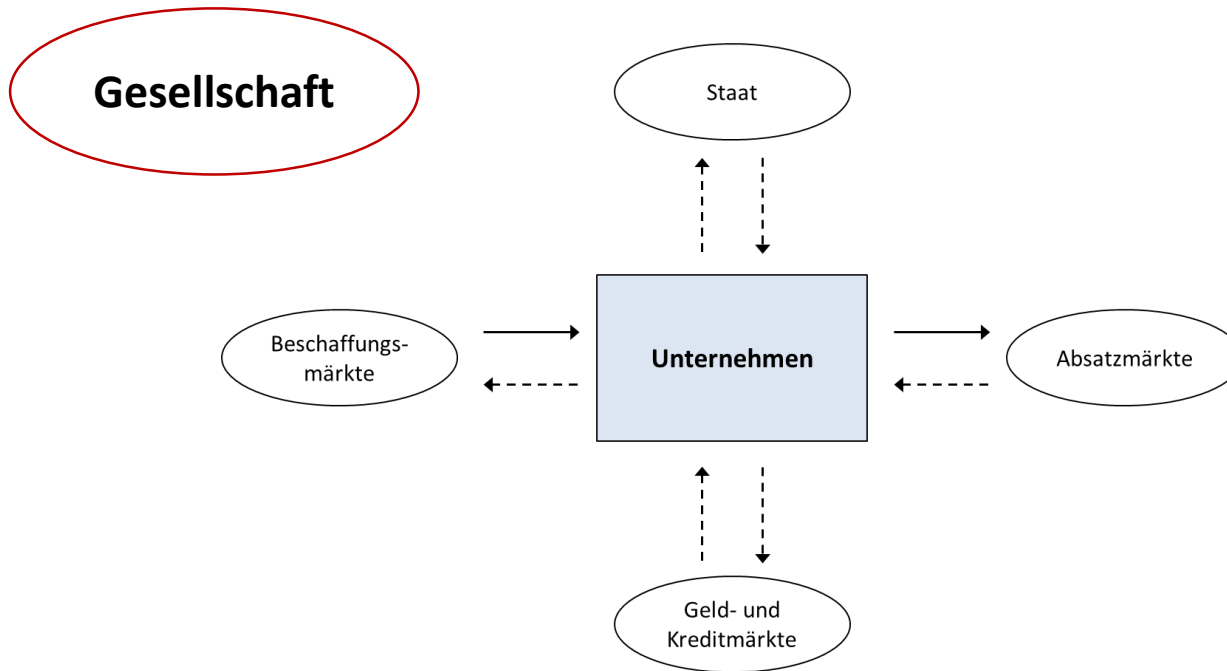 Gesellschaft
Staat
Beschaffungs-
märkte
Unternehmen
Absatzmärkte
Geld- und
Kreditmärkte